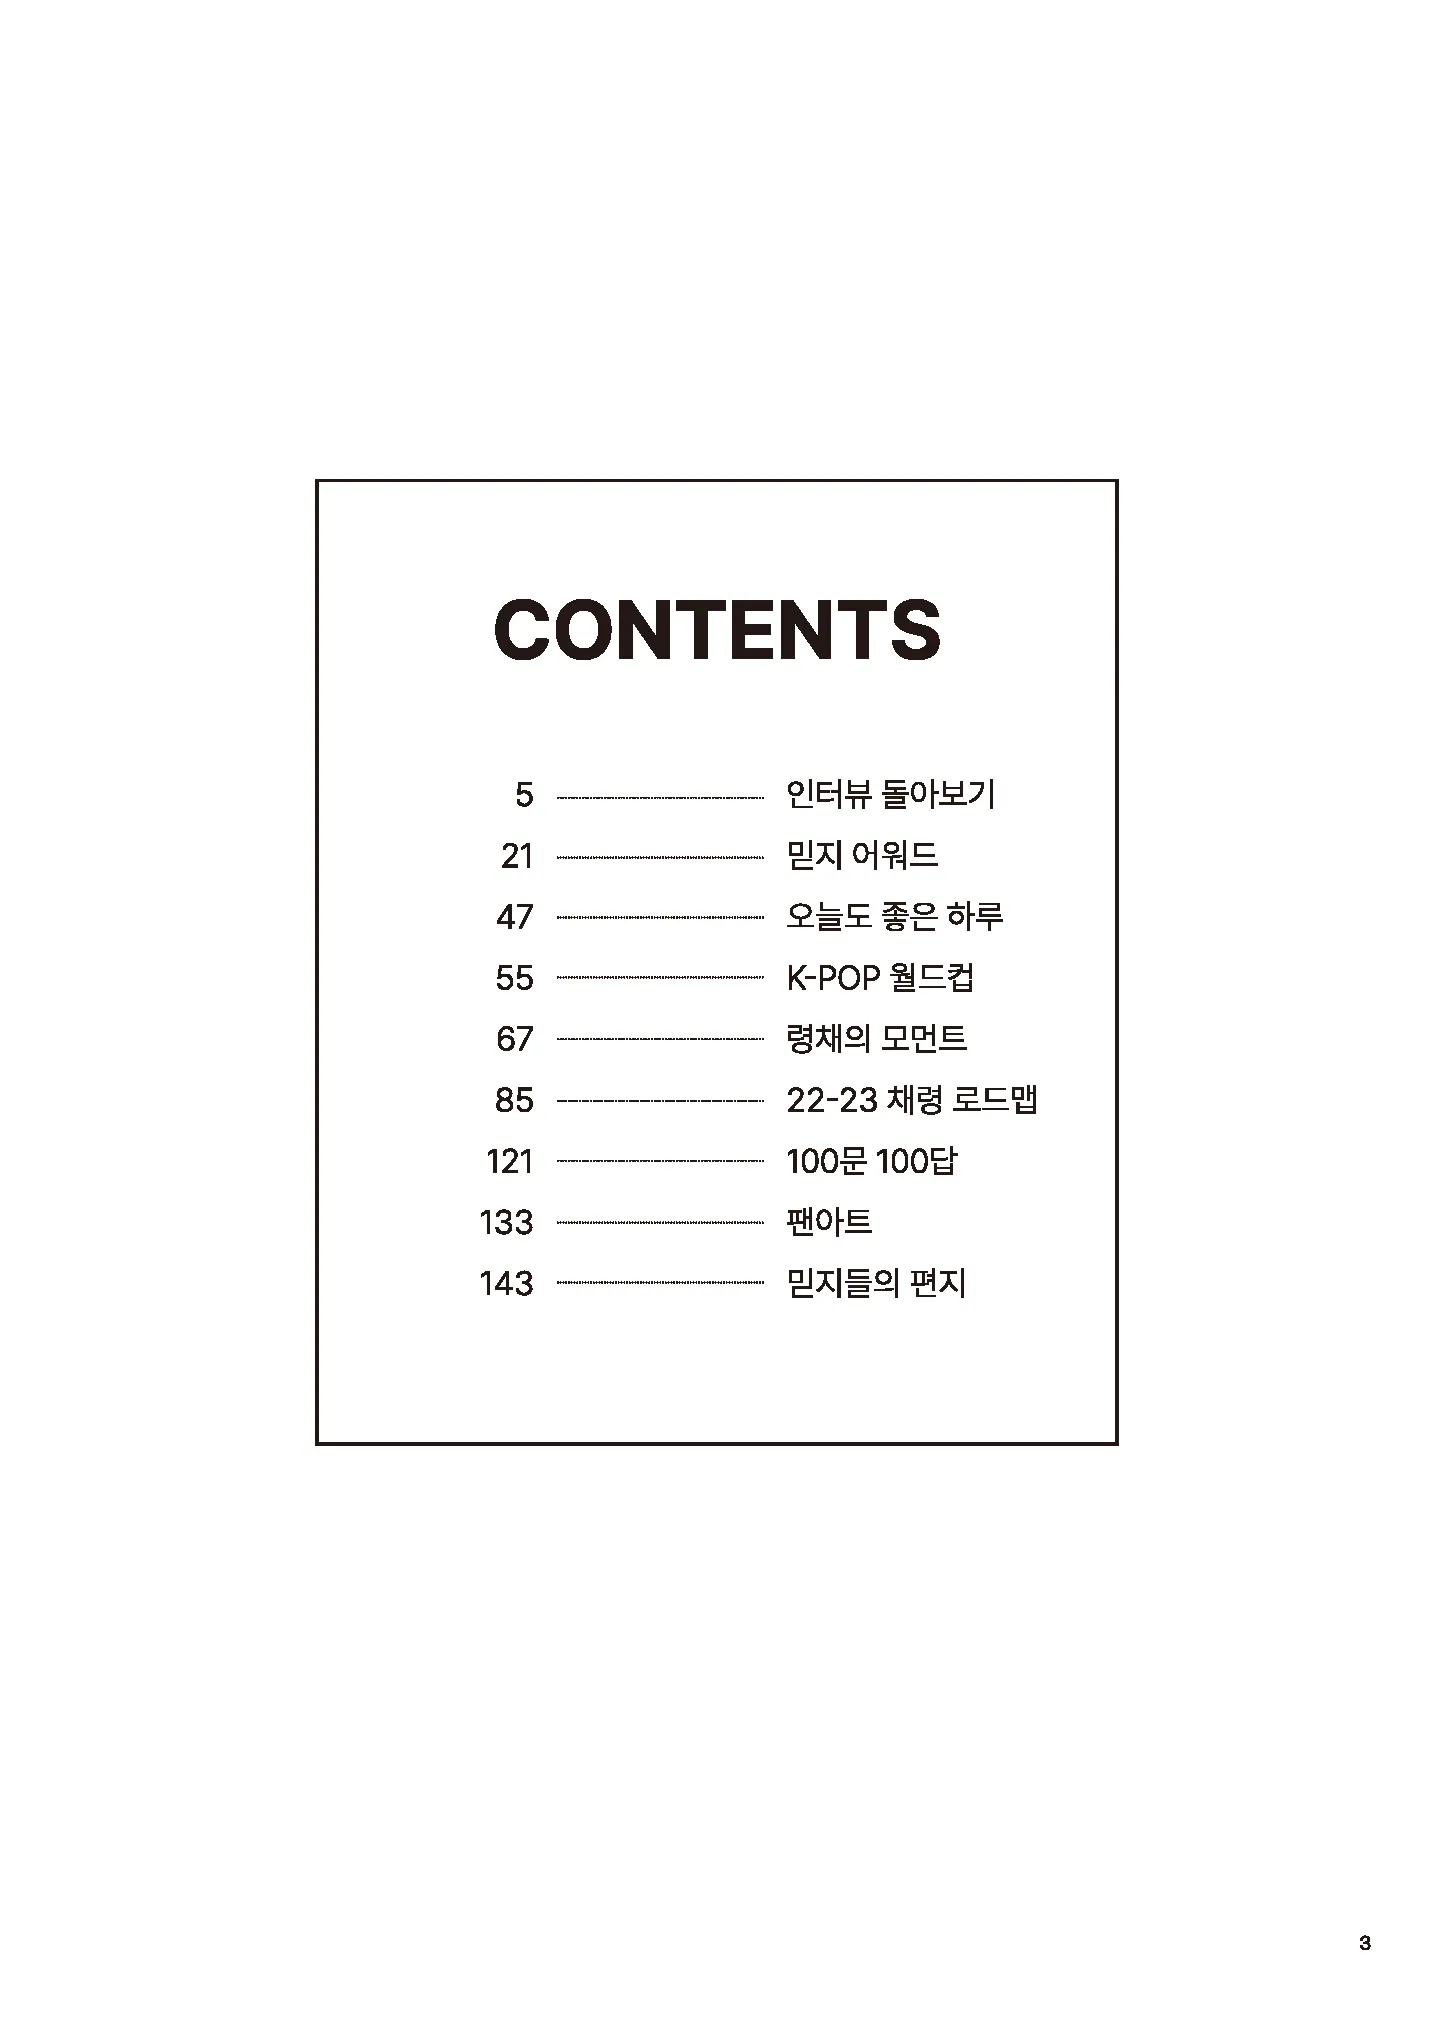 CONTENTS
5 인터뷰 돌아보기
21 믿지 어워드
47 오늘도 좋은 하루
55 K-POP 월드컵
67 령채의 모먼트
85 22-23 채령 로드맵
121 100문 100답
133 팬아트
143 믿지들의 편지
3